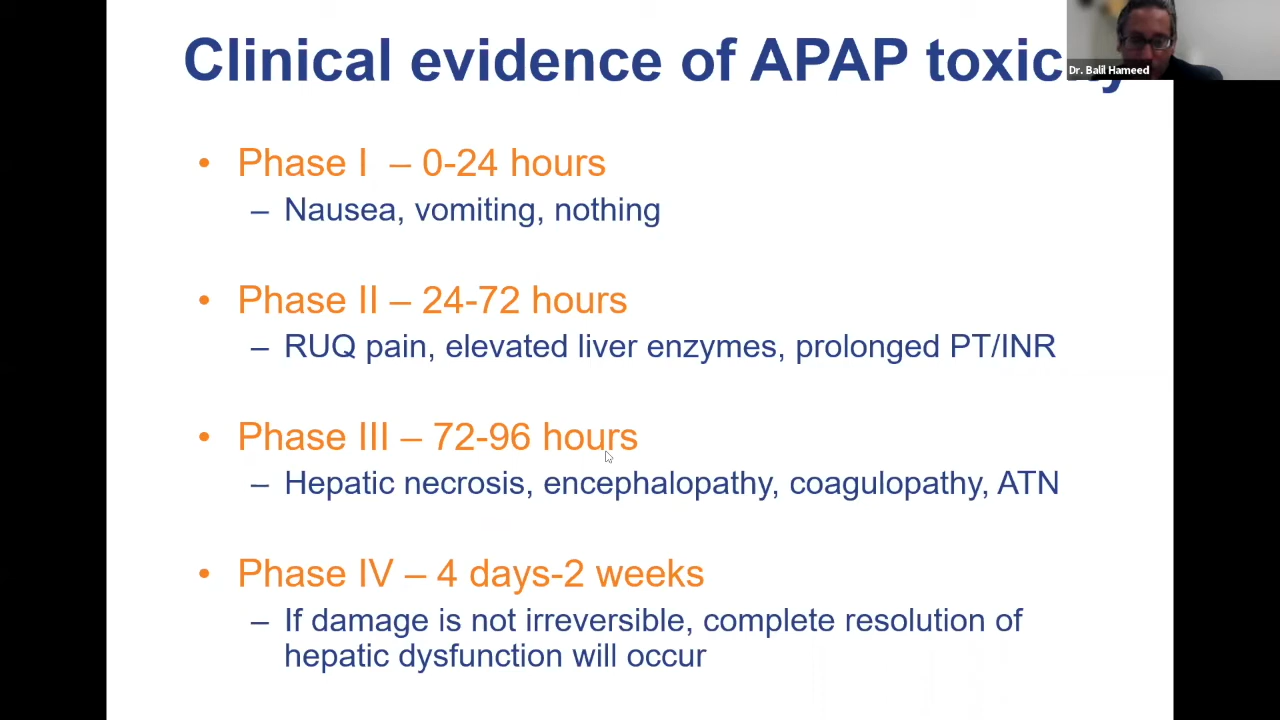 Clinical evidence of APAP toxicity
Dr. Balil Hameed
• Phase I – 0-24 hours
– Nausea, vomiting, nothing
• Phase II – 24-72 hours
– RUQ pain, elevated liver enzymes, prolonged PT/INR
• Phase III – 72-96 hours
– Hepatic necrosis, encephalopathy, coagulopathy, ATN
• Phase IV – 4 days-2 weeks
– If damage is not irreversible, complete resolution of
hepatic dysfunction will occur